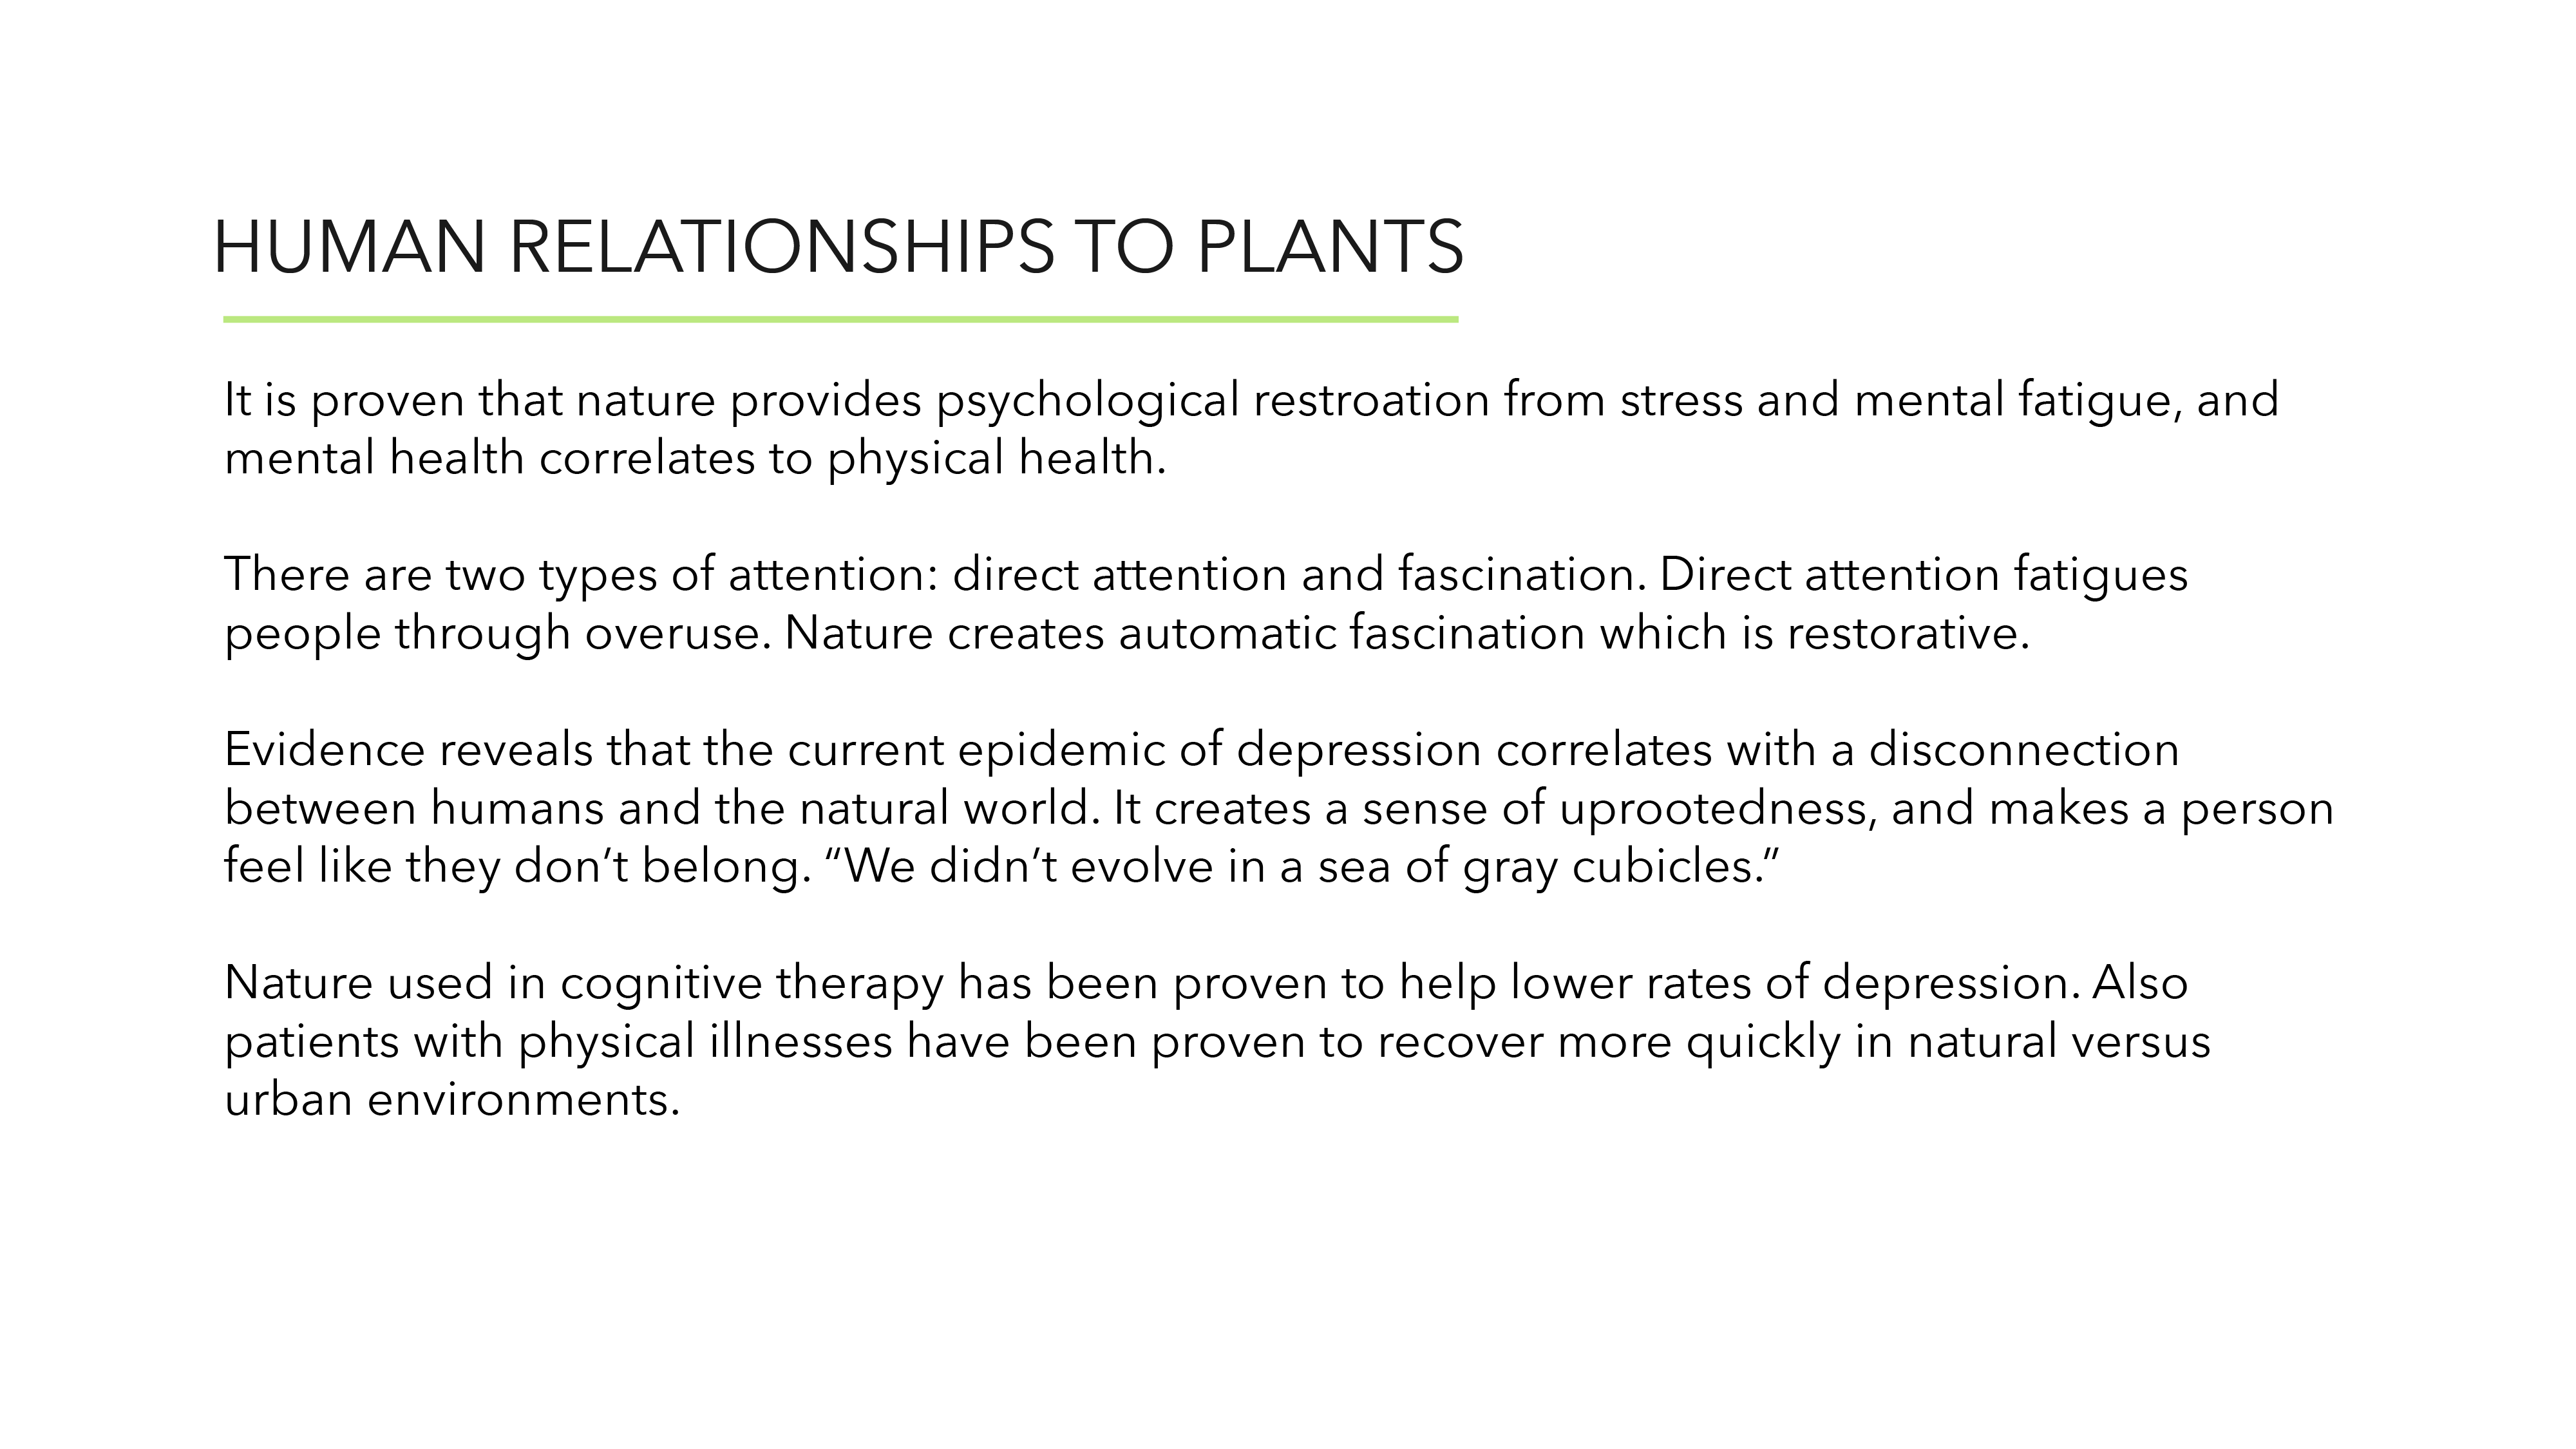 HUMAN RELATIONSHIPS TO PLANTS
It is proven that nature provides psychological restroation from stress and mental fatigue, and
mental health correlates to physical health.
There are two types of attention: direct attention and fascination. Direct attention fatigues
people through overuse. Nature creates automatic fascination which is restorative.
Evidence reveals that the current epidemic of depression correlates with a disconnection
between humans and the natural world. It creates a sense of uprootedness, and makes a person
feel like they don’t belong. “We didn’t evolve in a sea of gray cubicles.”
Nature used in cognitive therapy has been proven to help lower rates of depression. Also
patients with physical illnesses have been proven to recover more quickly in natural versus
urban environments.